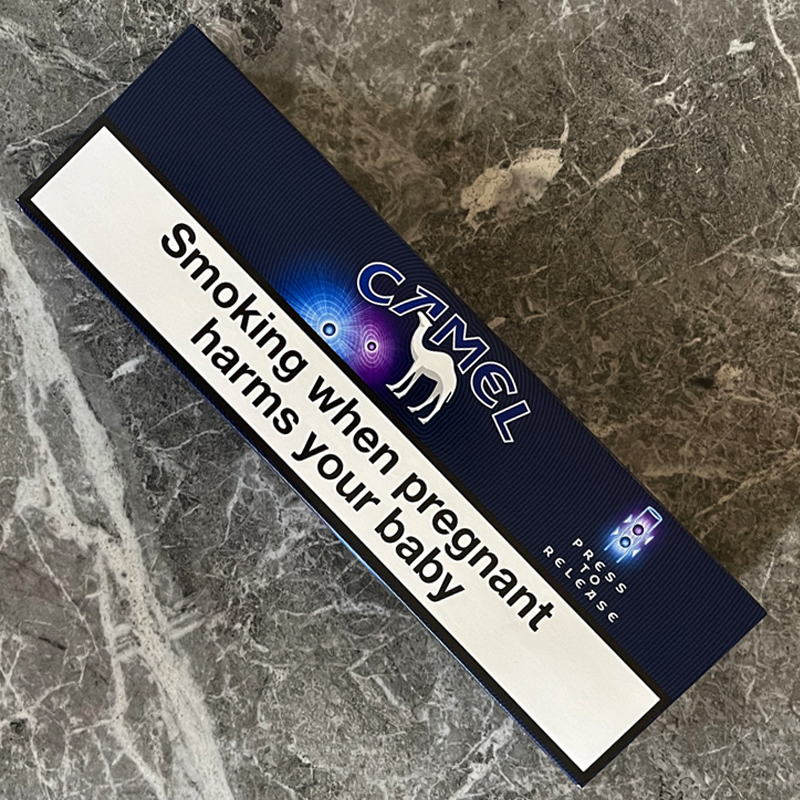 CAMEL
Smoking when pregnant
harms your baby
PRESS
TO
RELEASE